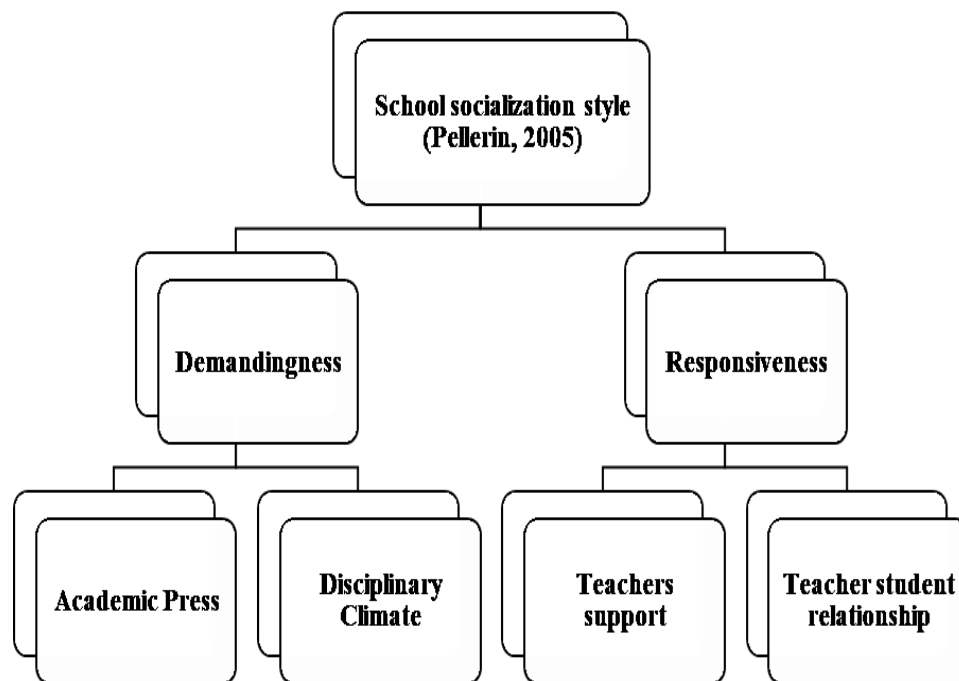 School socialization style
(Pellerin, 2005)
Demandingness
Responsiveness
Academic Press
Disciplinary
Climate
Teachers
support
Teacher student
relationship